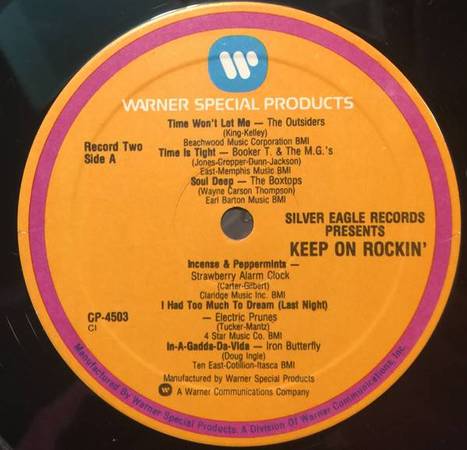 WARNER SPECIAL PRODUCTS
Time Won't Let Me — The Outsiders
(King-Kelley)
Beachwood Music Corporation BMI
Record Two
Side A
Time Is Tight — Booker T. & The M.G.'s
(Jones-Cropper-Dunn-Jackson)
East-Memphis Music BMI
Soul Deep — The Boxtops
(Wayne Carson Thompson)
Earl Barton Music BMI
SILVER EAGLE RECORDS
PRESENTS
KEEP ON ROCKIN'
Incense & Peppermints —
Strawberry Alarm Clock
(Carter-Gilbert)
Claridge Music Inc. BMI
I Had Too Much To Dream (Last Night)
— Electric Prunes
(Tucker-Mantz)
4 Star Music Co. BMI
CP-4503
CI
In-A-Gadda-Da-Vida — Iron Butterfly
(Doug Ingle)
Ten East-Cotillion-Itasca BMI
Manufactured by Warner Special Products
A Warner Communications Company
Manufactured By Warner Special Products. A Division Of Warner Communications, Inc.